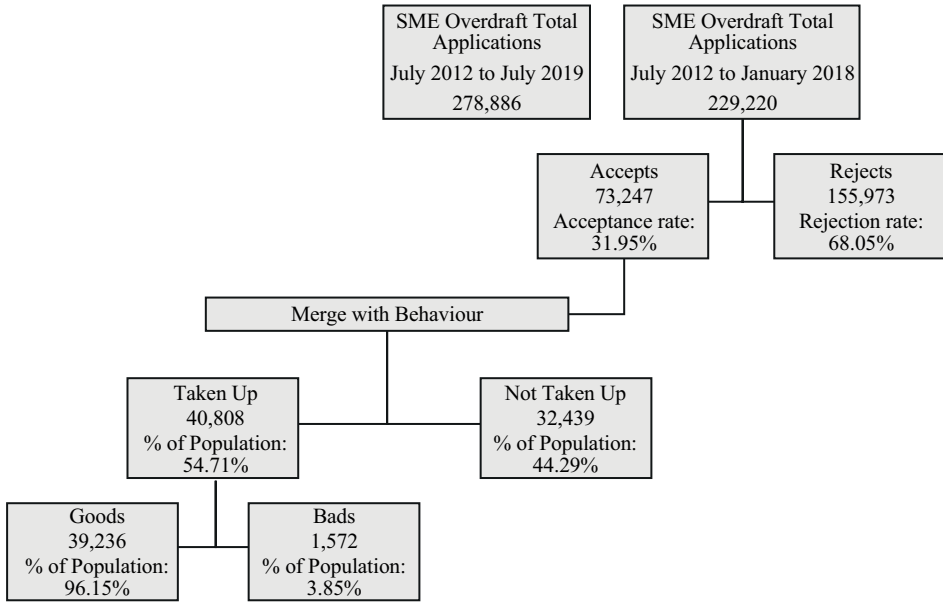 SME Overdraft Total
Applications
July 2012 to July 2019
278,886
SME Overdraft Total
Applications
July 2012 to January 2018
229,220
Accepts
73,247
Acceptance rate:
31.95%
Rejects
155,973
Rejection rate:
68.05%
Merge with Behaviour
Taken Up
40,808
% of Population:
54.71%
Not Taken Up
32,439
% of Population:
44.29%
Goods
39,236
% of Population:
96.15%
Bads
1,572
% of Population:
3.85%